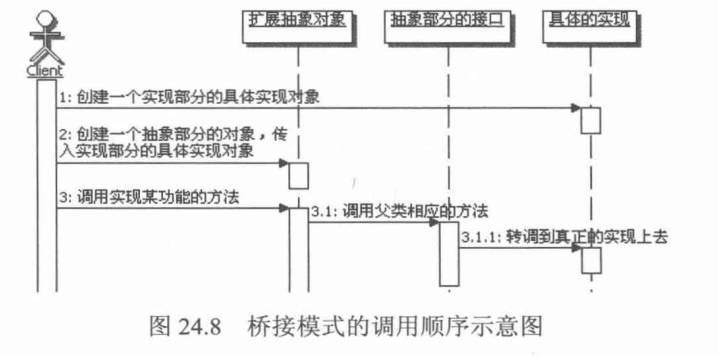 扩展抽象对象 抽象部分的接口 具体的实现
Client
1: 创建一个实现部分的具体实现对象
2: 创建一个抽象部分的对象，传
入实现部分的具体实现对象
3: 调用实现某功能的方法
3.1: 调用父类相应的方法
3.1.1: 转调到真正的实现上去
图 24.8 桥接模式的调用顺序示意图